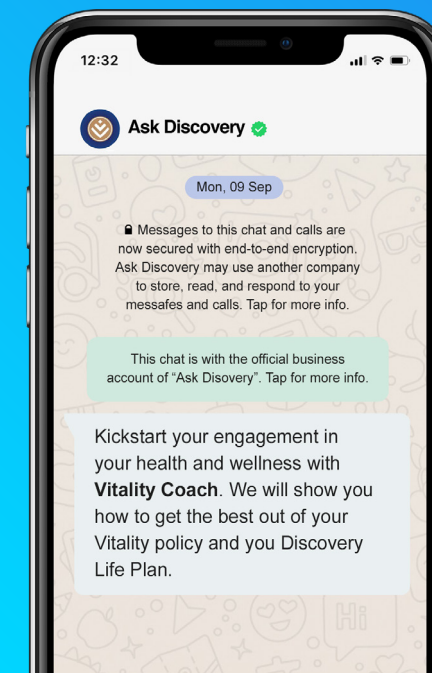 12:32
Ask Discovery
Mon, 09 Sep
Messages to this chat and calls are
now secured with end-to-end encryption.
Ask Discovery may use another company
to store, read, and respond to your
messafes and calls. Tap for more info.
This chat is with the official business
account of “Ask Disovery”. Tap for more info.
Kickstart your engagement in
your health and wellness with
Vitality Coach. We will show you
how to get the best out of your
Vitality policy and you Discovery
Life Plan.
Hi